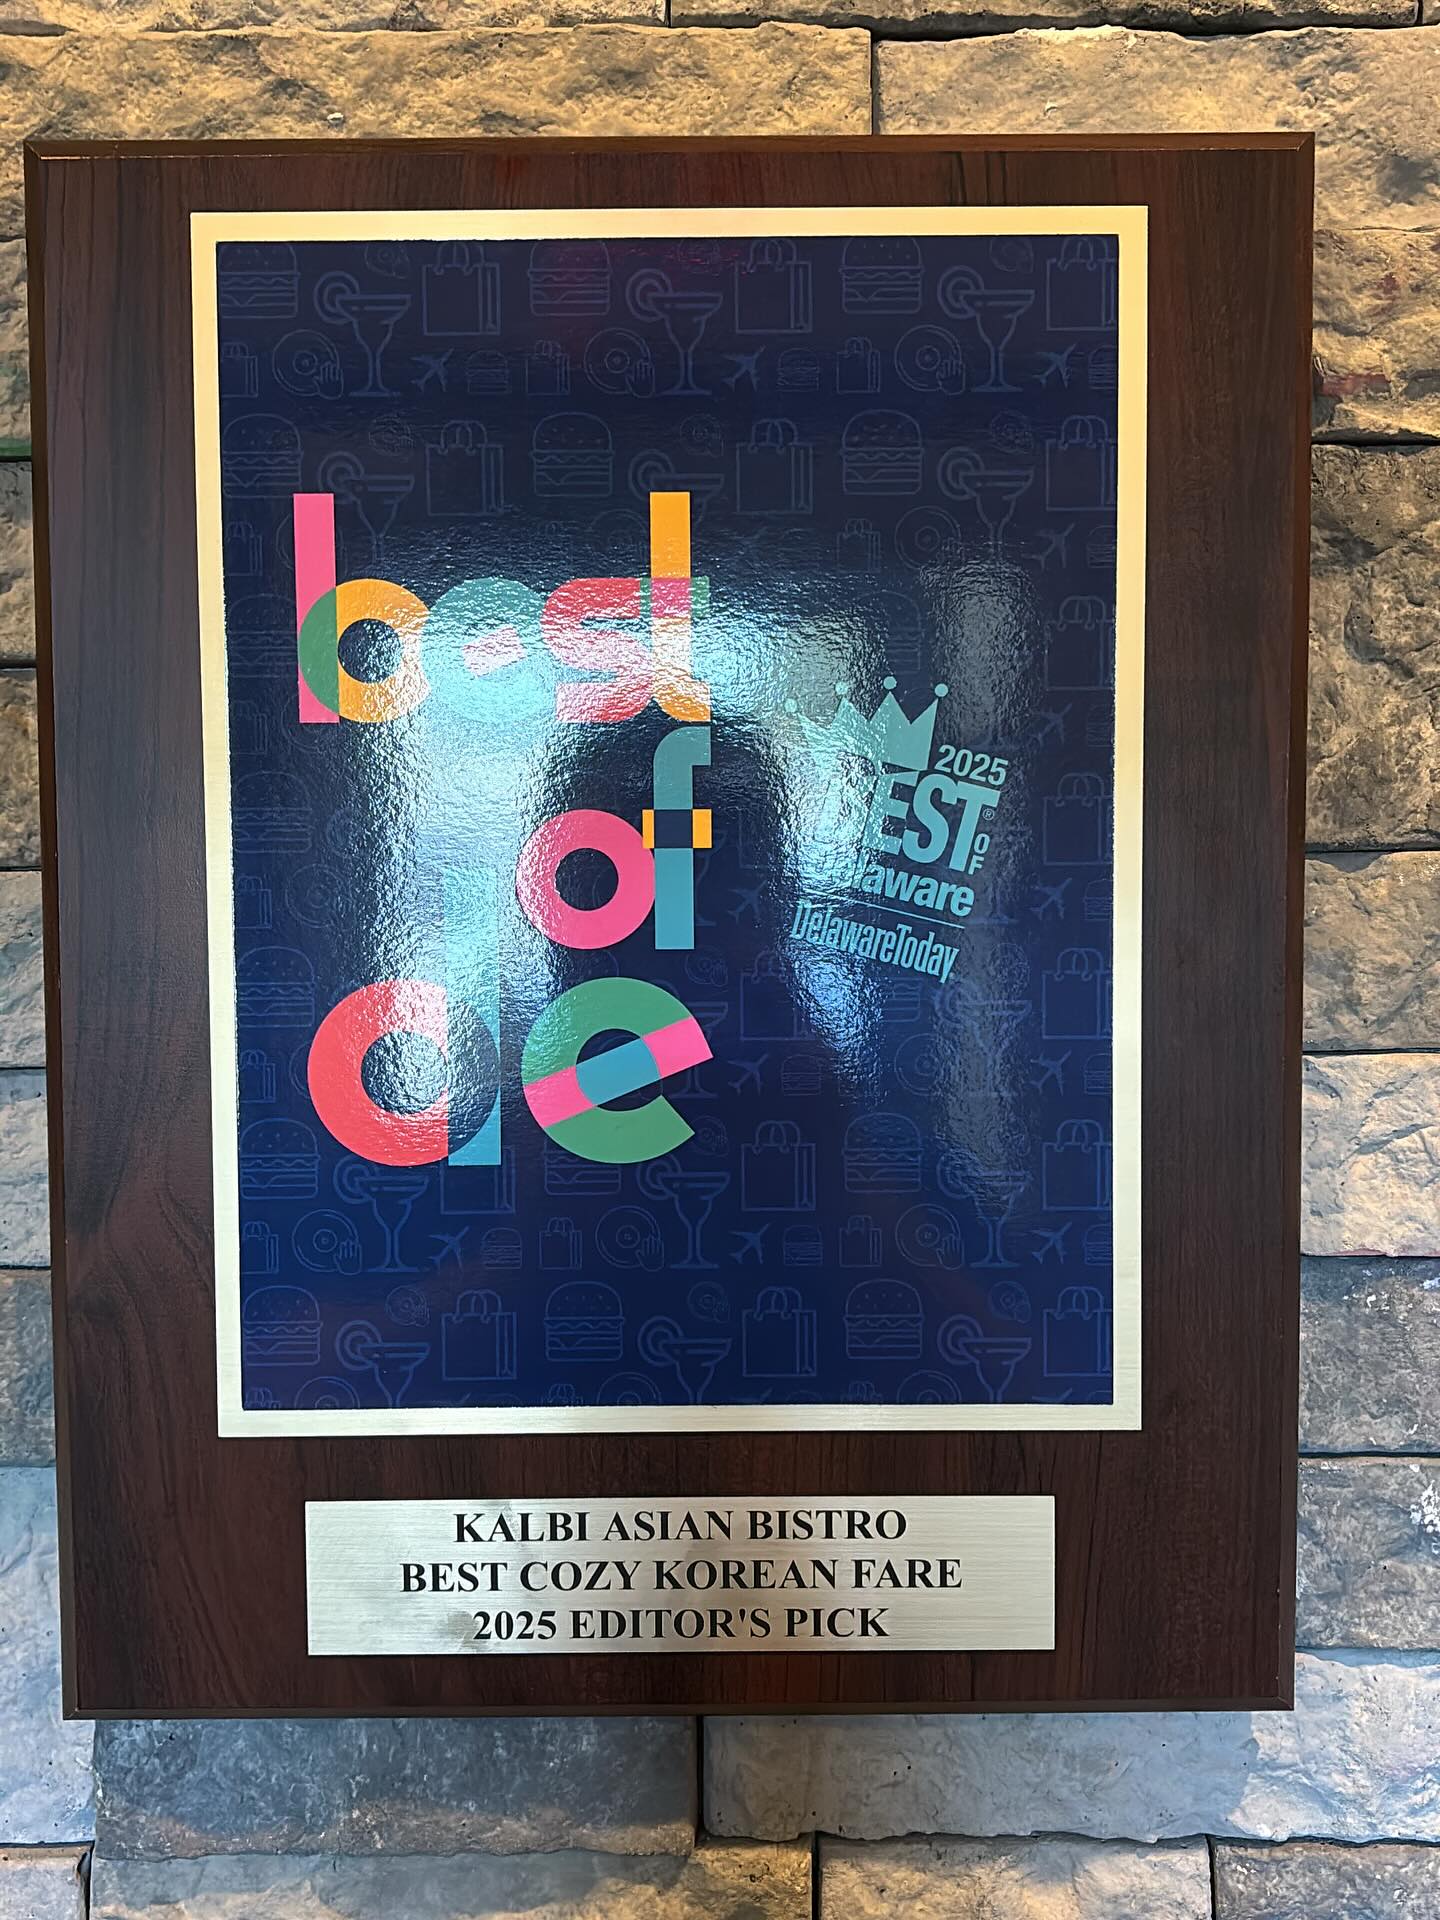 best
of
de
2025
BEST
OF
Delaware
DelawareToday
KALBI ASIAN BISTRO
BEST COZY KOREAN FARE
2025 EDITOR'S PICK